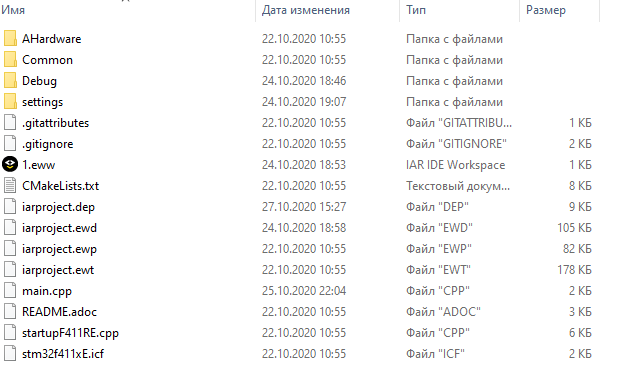 Имя Дата изменения Тип Размер
AHardware 22.10.2020 10:55 Папка с файлами
Common 22.10.2020 10:55 Папка с файлами
Debug 24.10.2020 18:46 Папка с файлами
settings 24.10.2020 19:07 Папка с файлами
.gitattributes 22.10.2020 10:55 Файл "GITATTRIBU... 1 КБ
.gitignore 22.10.2020 10:55 Файл "GITIGNORE" 2 КБ
1.eww 24.10.2020 18:53 IAR IDE Workspace 1 КБ
CMakeLists.txt 22.10.2020 10:55 Текстовый докум... 8 КБ
iarproject.dep 27.10.2020 15:27 Файл "DEP" 9 КБ
iarproject.ewd 24.10.2020 18:58 Файл "EWD" 105 КБ
iarproject.ewp 22.10.2020 10:55 Файл "EWP" 82 КБ
iarproject.ewt 22.10.2020 10:55 Файл "EWT" 178 КБ
main.cpp 25.10.2020 22:04 Файл "CPP" 2 КБ
README.adoc 22.10.2020 10:55 Файл "ADOC" 3 КБ
startupF411RE.cpp 22.10.2020 10:55 Файл "CPP" 6 КБ
stm32f411xE.icf 22.10.2020 10:55 Файл "ICF" 2 КБ